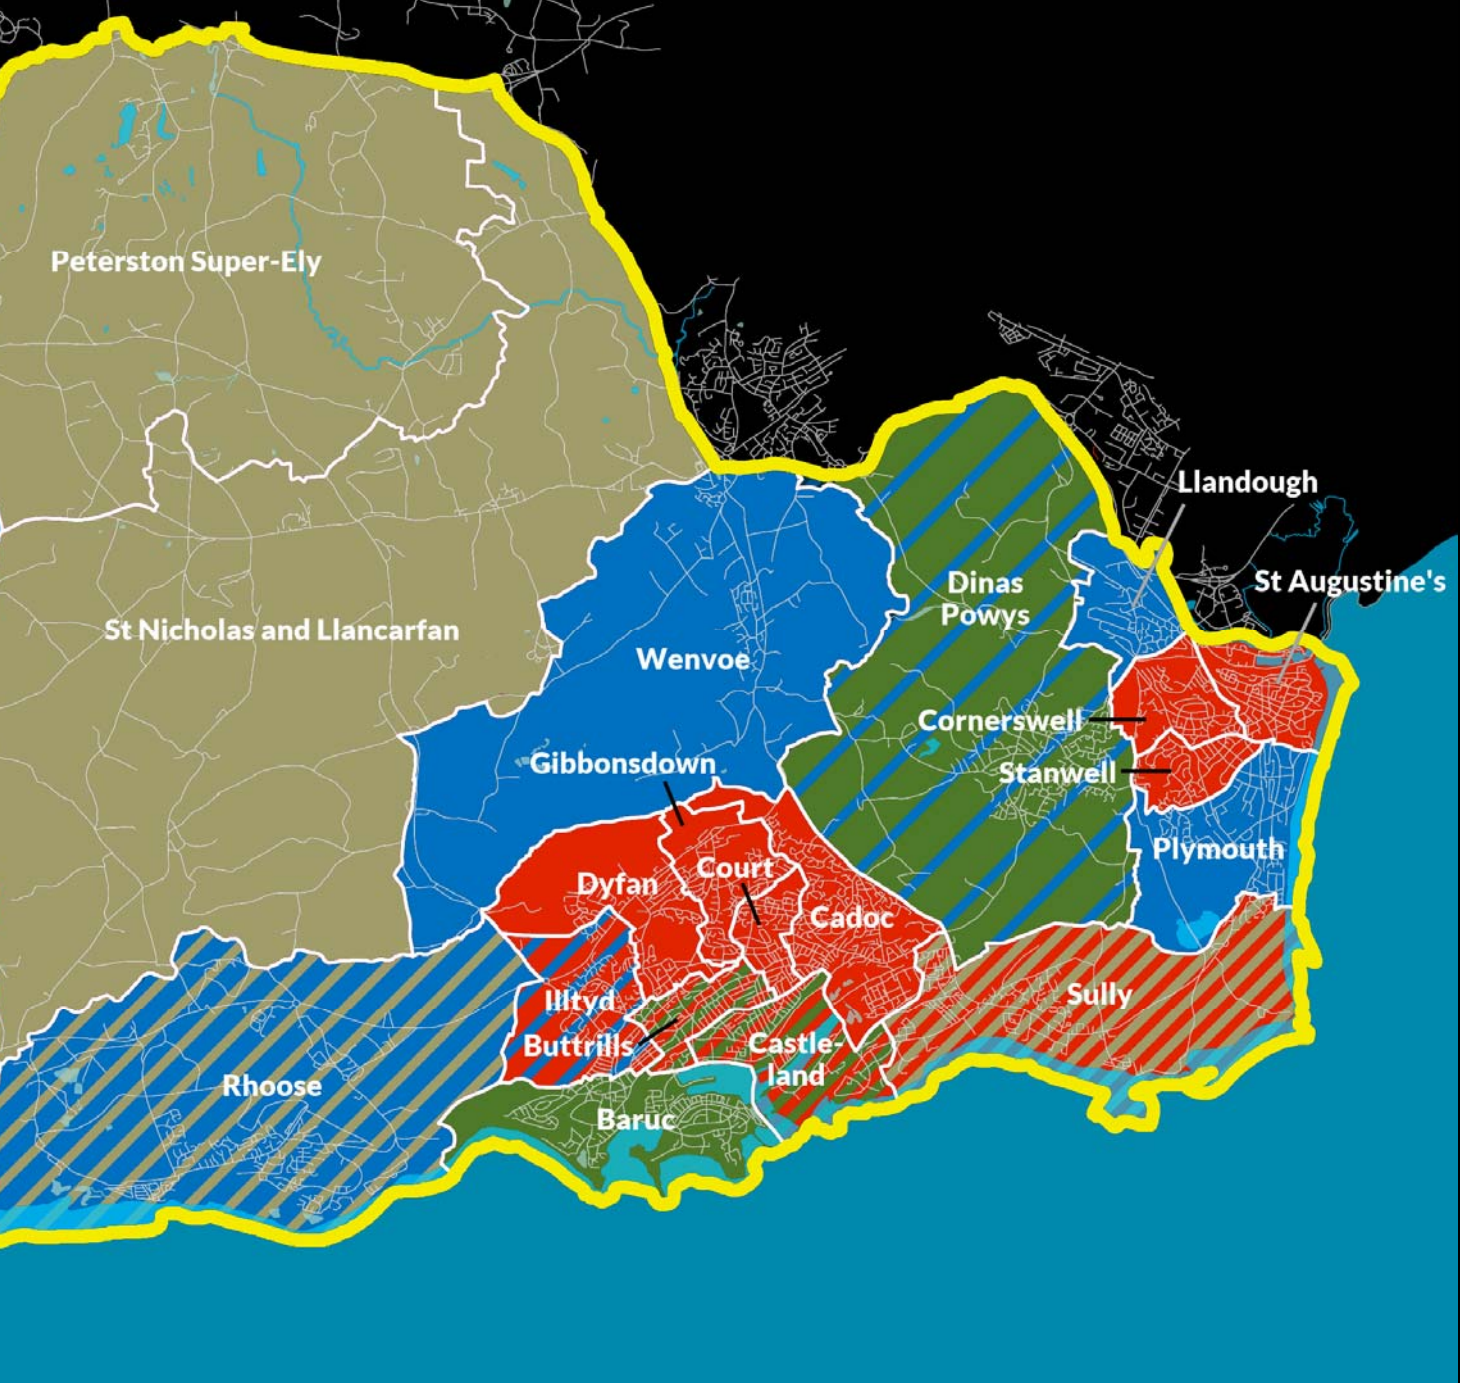 Peterston Super-Ely
Llandough
St Augustine's
Dinas
Powys
St Nicholas and Llancarfan
Wenvoe
Cornerswell
Gibbonsdown
Stanwell
Plymouth
Court
Dyfan
Cadoc
Illtyd
Sully
Buttrills
Castle-
land
Rhoose
Baruc